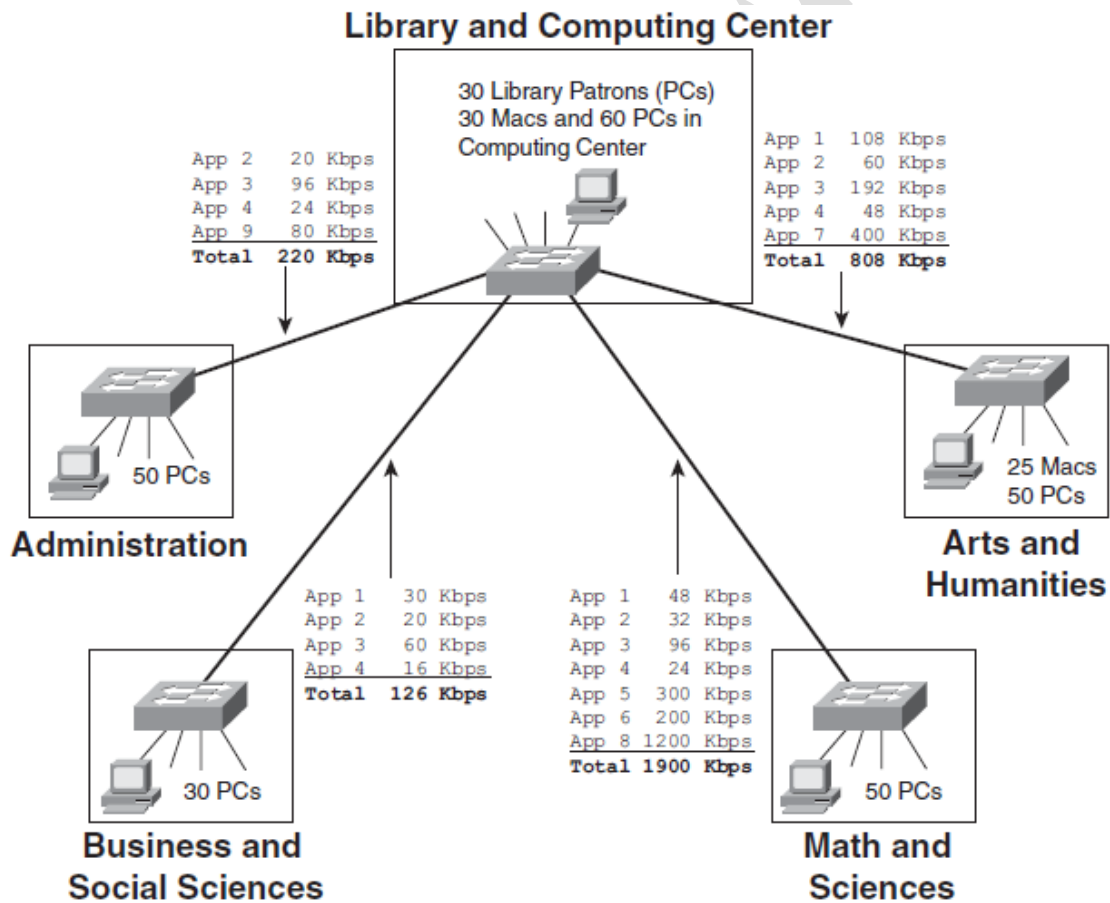 Library and Computing Center
30 Library Patrons (PCs)
30 Macs and 60 PCs in
Computing Center
App 2 20 Kbps
App 3 96 Kbps
App 4 24 Kbps
App 9 80 Kbps
Total 220 Kbps
App 1 108 Kbps
App 2 60 Kbps
App 3 192 Kbps
App 4 48 Kbps
App 7 400 Kbps
Total 808 Kbps
50 PCs
Administration
25 Macs
50 PCs
Arts and
Humanities
App 1 30 Kbps
App 2 20 Kbps
App 3 60 Kbps
App 4 16 Kbps
Total 126 Kbps
App 1 48 Kbps
App 2 32 Kbps
App 3 96 Kbps
App 4 24 Kbps
App 5 300 Kbps
App 6 200 Kbps
App 8 1200 Kbps
Total 1900 Kbps
30 PCs
Business and
Social Sciences
50 PCs
Math and
Sciences